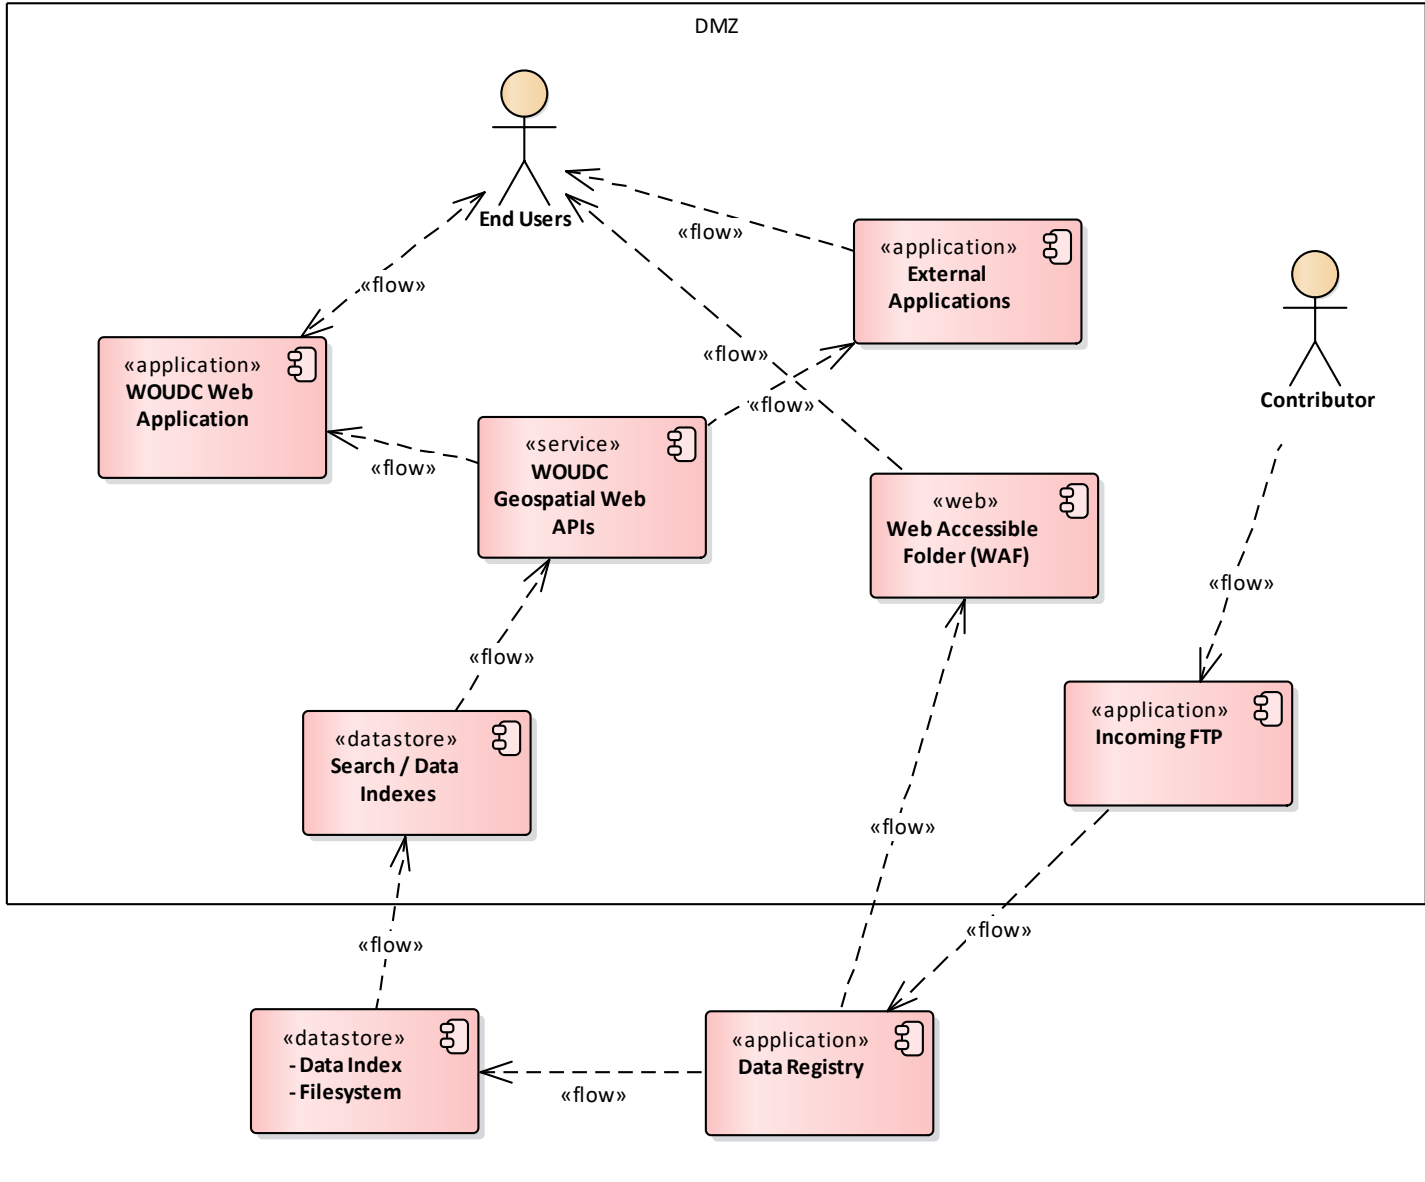 DMZ
End Users
«flow»
«application»
External
Applications
«flow»
«application»
WOUDC Web
Application
«flow»
«flow»
Contributor
«flow»
«service»
WOUDC
Geospatial Web
APIs
«web»
Web Accessible
Folder (WAF)
«flow»
«flow»
«application»
Incoming FTP
«datastore»
Search / Data
Indexes
«flow»
«flow»
«flow»
«datastore»
- Data Index
- Filesystem
«application»
Data Registry
«flow»